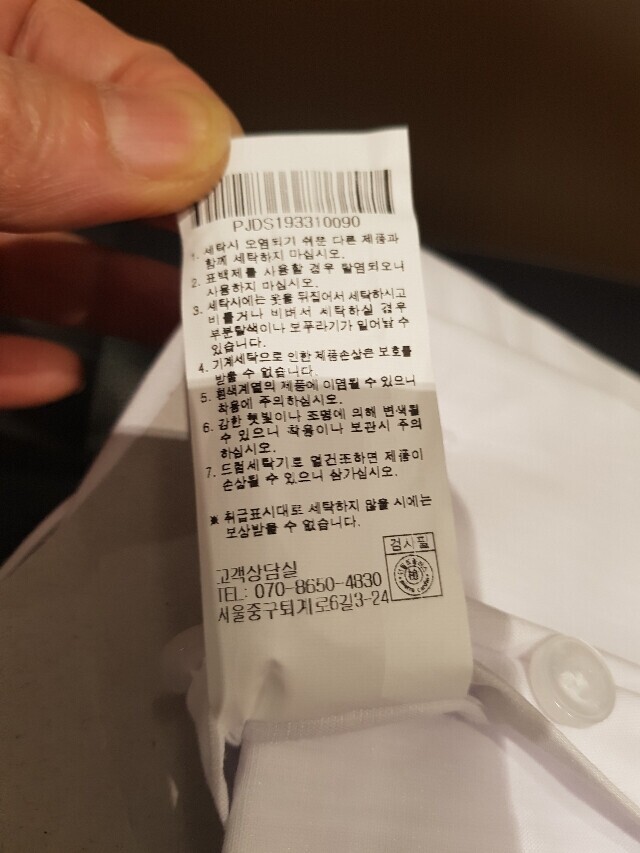 PJDS193310090
1. 세탁시 오염되기 쉬운 다른 제품과
함께 세탁하지 마십시오.
2. 표백제를 사용할 경우 탈염되오니
사용하지 마십시오.
3. 세탁시에는 옷을 뒤집어서 세탁하시고
비틀거나 비벼서 세탁하실 경우
부분탈색이나 보푸라기가 일어날 수
있습니다.
4. 기계세탁으로 인한 제품손상은 보호를
받을 수 없습니다.
5. 흰색계열의 제품에 이염될 수 있으니
착용에 주의하십시오.
6. 강한 햇빛이나 조명에 의해 변색될
수 있으니 착용이나 보관시 주의
하십시오.
7. 드럼세탁기로 열건조하면 제품이
손상될 수 있으니 삼가십시오.
※ 취급표시대로 세탁하지 않을 시에는
보상받을 수 없습니다.
검사필
고객상담실
TEL: 070-8650-4830
서울중구퇴계로6길3-24